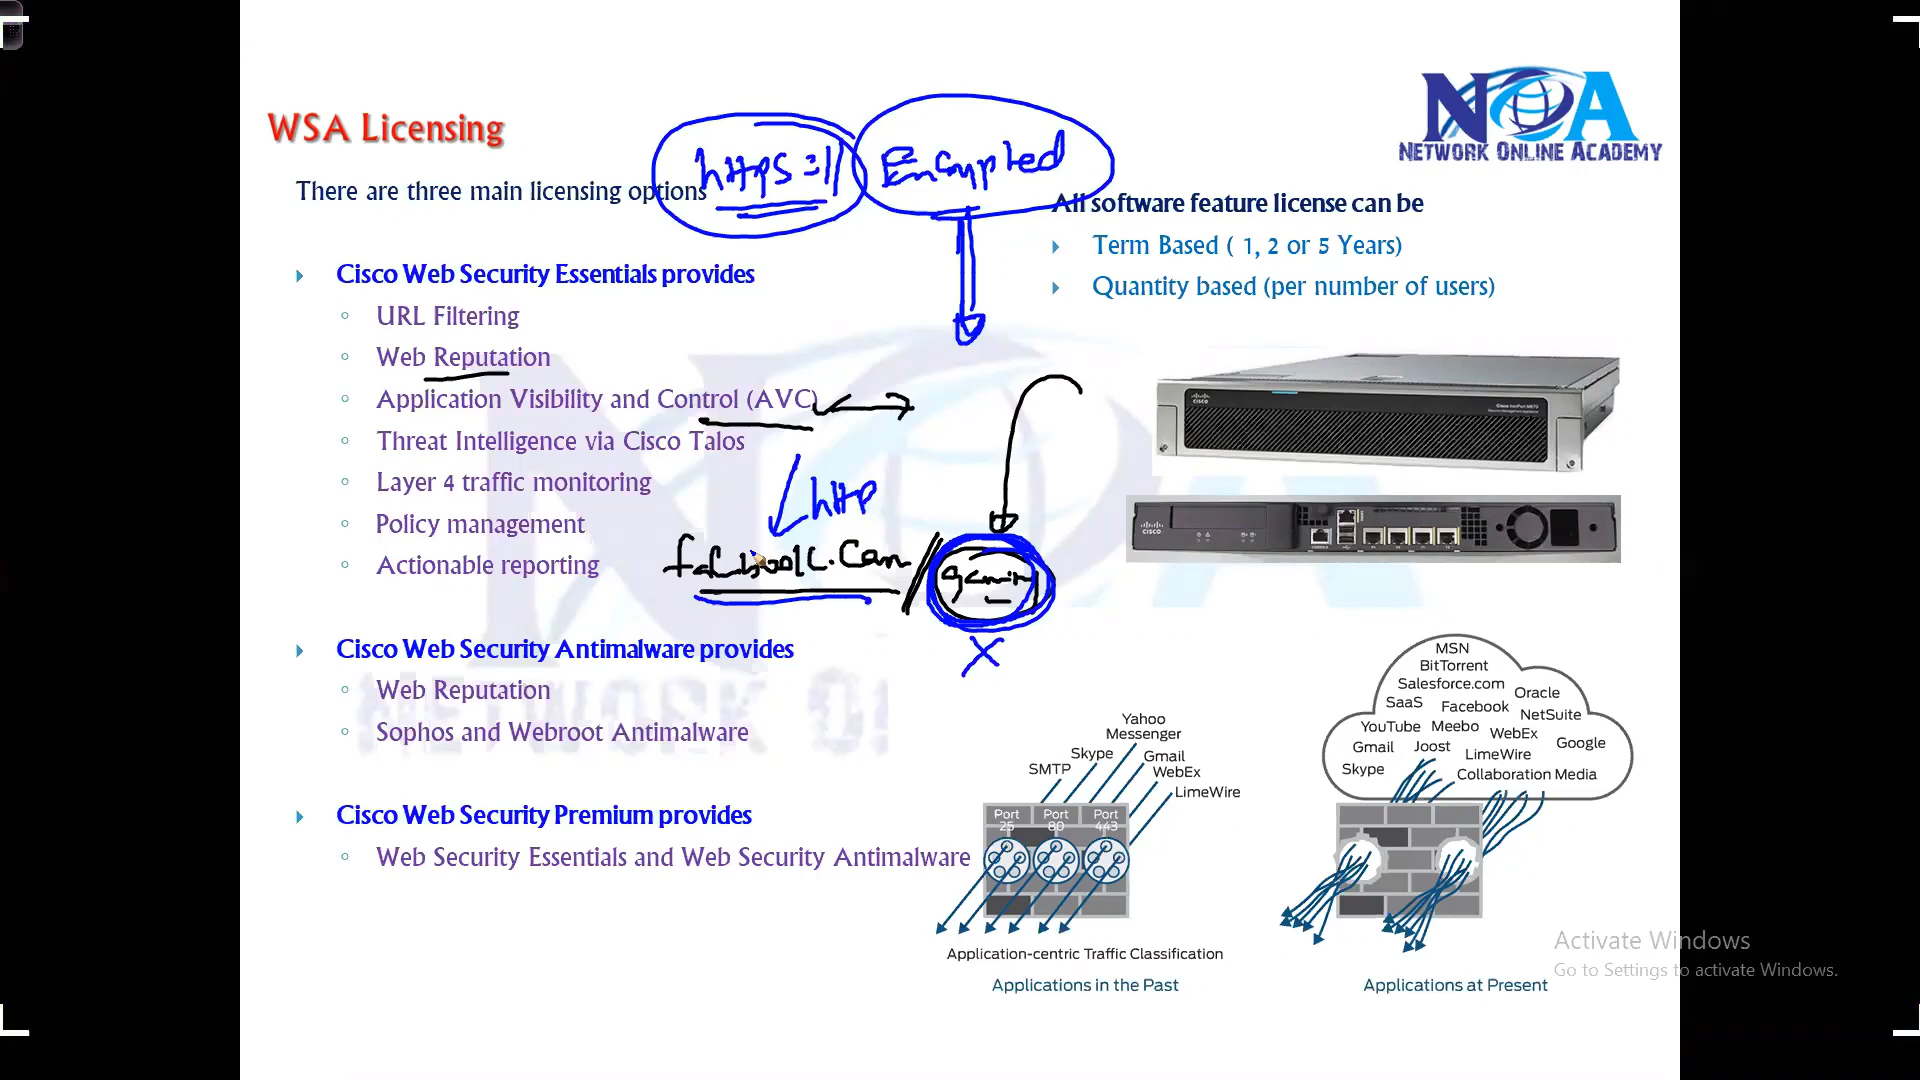 NOA
NETWORK ONLINE ACADEMY
WSA Licensing
https =
Encrypted
There are three main licensing options
Cisco Web Security Essentials provides
URL Filtering
Web Reputation
Application Visibility and Control (AVC)
Threat Intelligence via Cisco Talos
Layer 4 traffic monitoring
Policy management
Actionable reporting
http
Cisco Web Security Antimalware provides
Web Reputation
Sophos and Webroot Antimalware
Cisco Web Security Premium provides
Web Security Essentials and Web Security Antimalware
All software feature license can be
Term Based ( 1, 2 or 5 Years)
Quantity based (per number of users)
CISCO
CISCO
SMTP
Skype
Yahoo
Messenger
Gmail
WebEx
LimeWire
Port
25
Port
80
Port
443
Application-centric Traffic Classification
Applications in the Past
MSN
BitTorrent
Salesforce.com
Oracle
SaaS
Facebook
NetSuite
YouTube
Meebo
WebEx
Gmail
Joost
LimeWire
Google
Skype
Collaboration Media
Applications at Present
Activate Windows
Go to Settings to activate Windows.
NETWORK ON